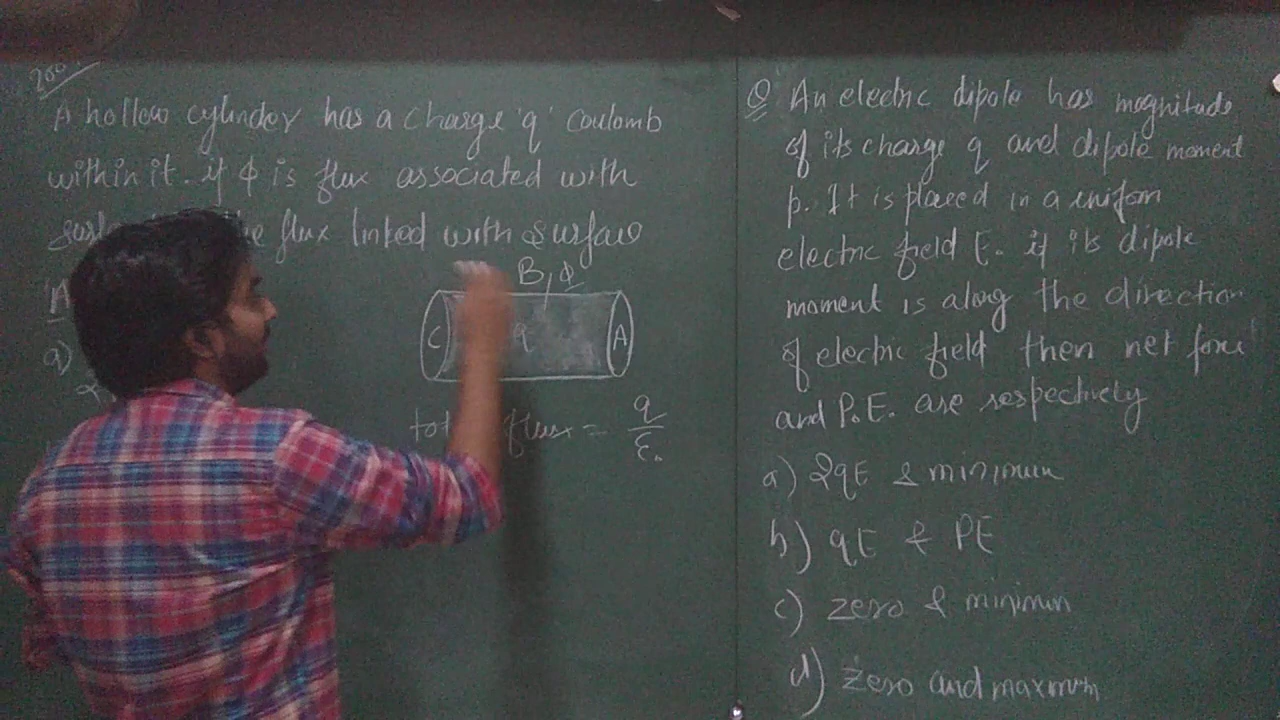 200
A hollow cylinder has a charge 'q' coulomb
within it. if ϕ is flux associated with
flux linked with surface
B, ϕ
C q A
flux = q/ε₀
a)
Q An electric dipole has magnitude
of its charge q and dipole moment
p. It is placed in a uniform
electric field E. if its dipole
moment is along the direction
of electric field then net force
and P.E. are respectively
a) 2qE & minimum
b) qE & PE
c) zero & minimum
d) zero and maximum